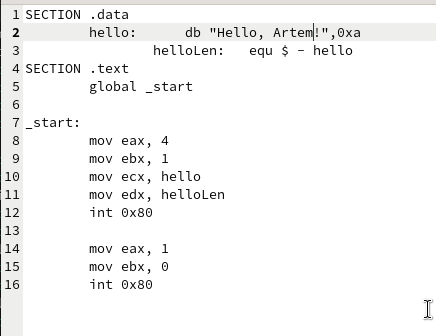 1 SECTION .data
2 hello: db "Hello, Artem!",0xa
3 helloLen: equ $ - hello
4 SECTION .text
5 global _start
6
7 _start:
8 mov eax, 4
9 mov ebx, 1
10 mov ecx, hello
11 mov edx, helloLen
12 int 0x80
13
14 mov eax, 1
15 mov ebx, 0
16 int 0x80